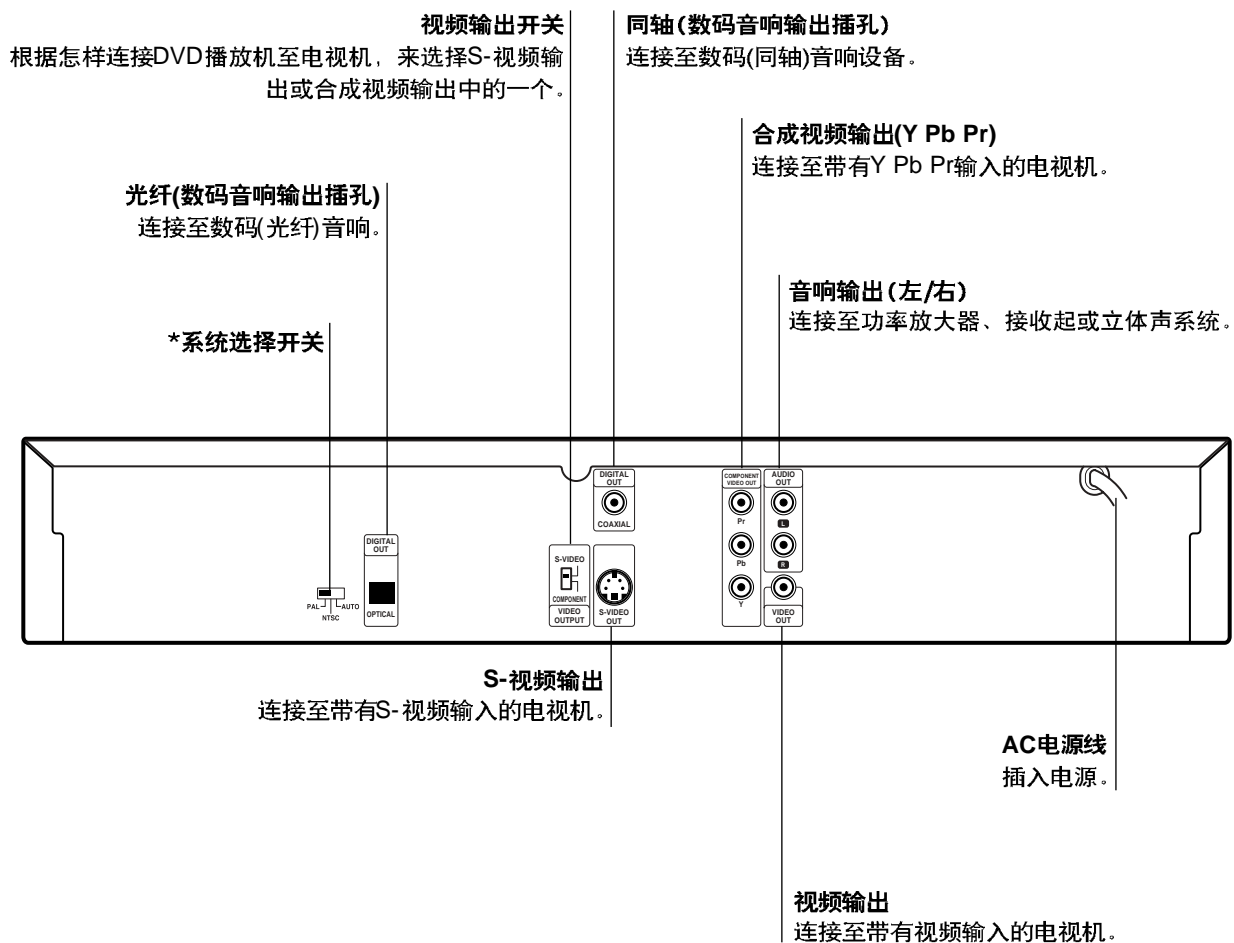 视频输出开关
根据怎样连接DVD播放机至电视机，来选择S-视频输
出或合成视频输出中的一个。
同轴(数码音响输出插孔)
连接至数码(同轴)音响设备。
合成视频输出(Y Pb Pr)
连接至带有Y Pb Pr输入的电视机。
光纤(数码音响输出插孔)
连接至数码(光纤)音响。
音响输出(左/右)
连接至功率放大器、接收起或立体声系统。
*系统选择开关
DIGITAL
OUT
COAXIAL
COMPONENT
VIDEO OUT
Pr
Pb
Y
AUDIO
OUT
L
R
VIDEO
OUT
DIGITAL
OUT
OPTICAL
PAL
NTSC
AUTO
S-VIDEO
COMPONENT
VIDEO
OUTPUT
S-VIDEO
OUT
S-视频输出
连接至带有S-视频输入的电视机。
AC电源线
插入电源。
视频输出
连接至带有视频输入的电视机。